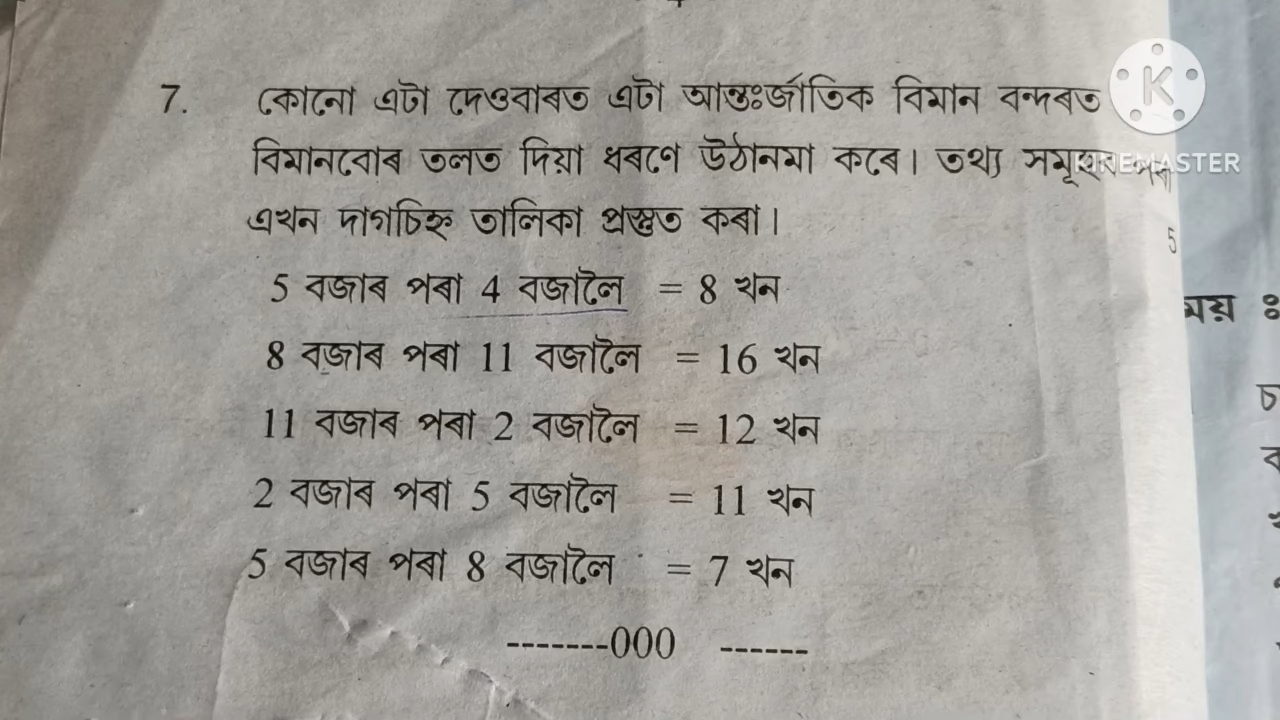 7. কোনো এটা দেওবাৰত এটা আন্তঃৰ্জাতিক বিমান বন্দৰত
বিমানবোৰ তলত দিয়া ধৰণে উঠানমা কৰে। তথ্য
এখন দাগচিহ্ন তালিকা প্ৰস্তুত কৰা।
5
5 বজাৰ পৰা 4 বজালৈ = 8 খন
8 বজাৰ পৰা 11 বজালৈ = 16 খন
11 বজাৰ পৰা 2 বজালৈ = 12 খন
2 বজাৰ পৰা 5 বজালৈ = 11 খন
5 বজাৰ পৰা 8 বজালৈ = 7 খন
-------000 ------
K
KINEMASTER